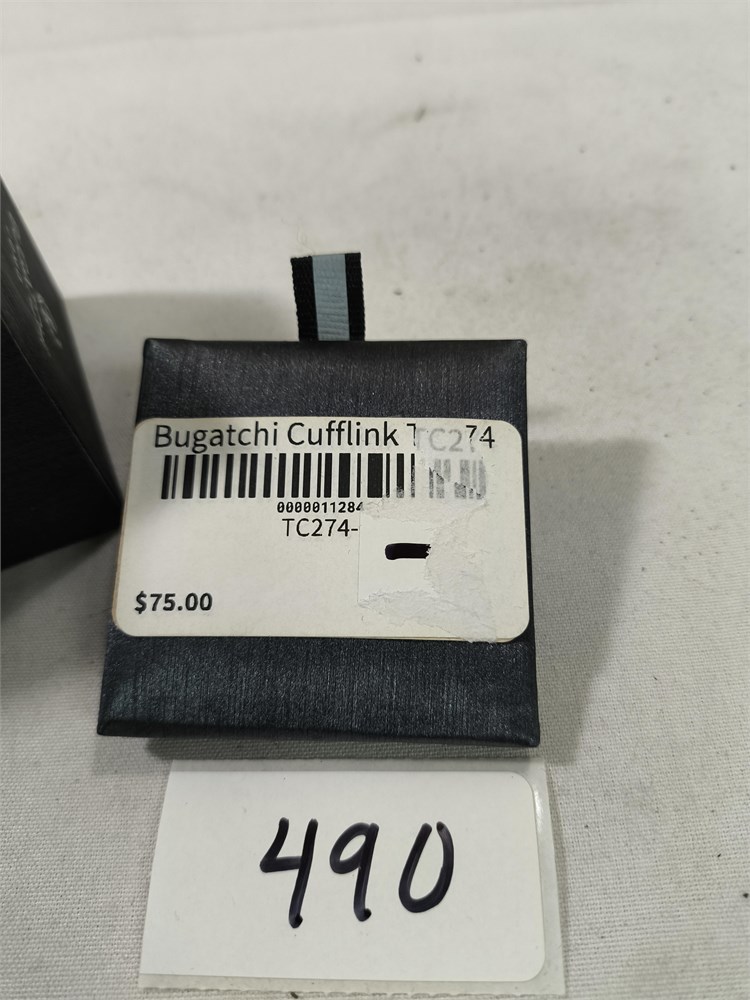 Bugatchi Cufflink TC274
0000011284
TC274-
$75.00
490